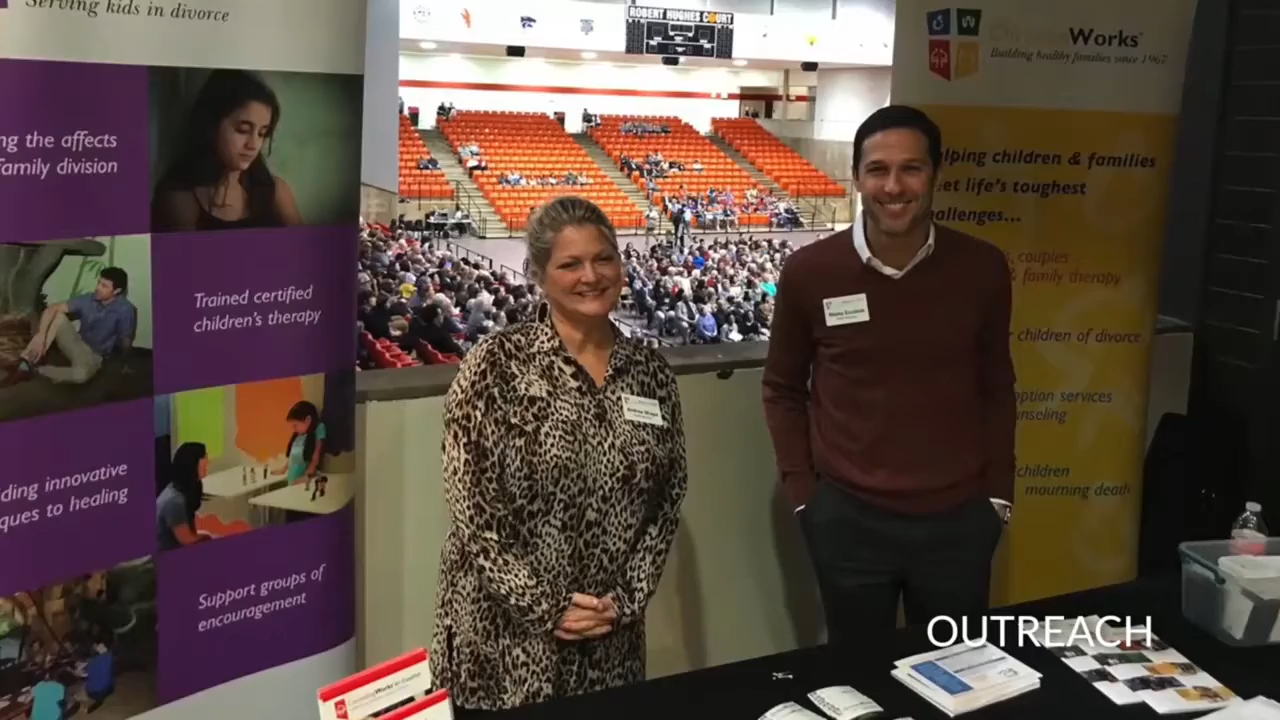 Serving kids in divorce
ng the affects
family division
Trained certified
children's therapy
ding innovative
ques to healing
Support groups of
encouragement
ROBERT HUGHES COURT
Works
Building healthy families since 1967
lping children & families
et life's toughest
allenges...
s, couples
& family therapy
r children of divorce
option services
unseling
children
mourning death
OUTREACH